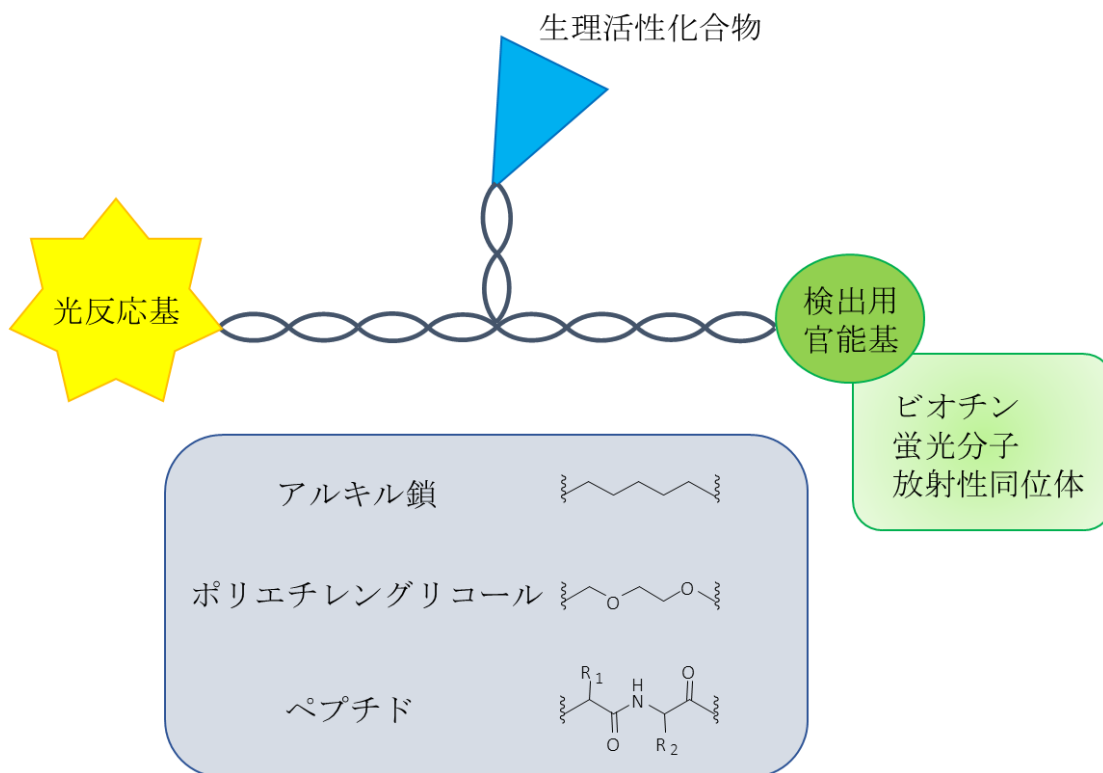 生理活性化合物
光反応基
検出用
官能基
ビオチン
蛍光分子
放射性同位体
アルキル鎖
ポリエチレングリコール
O
O
ペプチド
R1
H
N
O
O
R2